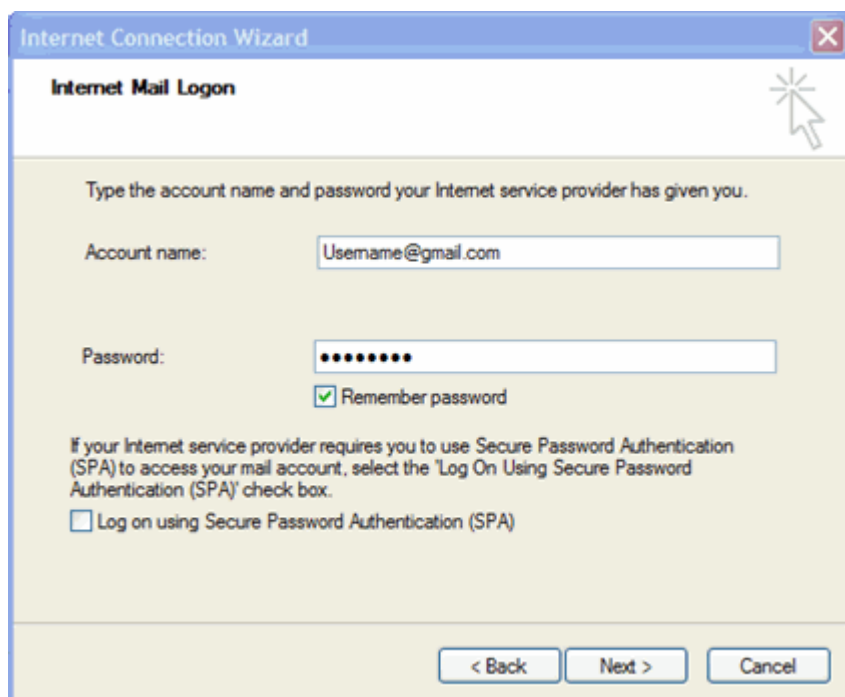 Internet Connection Wizard
Internet Mail Logon
Type the account name and password your Internet service provider has given you.
Account name: Username@gmail.com
Password: ••••••••
Remember password
If your Internet service provider requires you to use Secure Password Authentication
(SPA) to access your mail account, select the 'Log On Using Secure Password
Authentication (SPA)' check box.
Log on using Secure Password Authentication (SPA)
< Back Next > Cancel